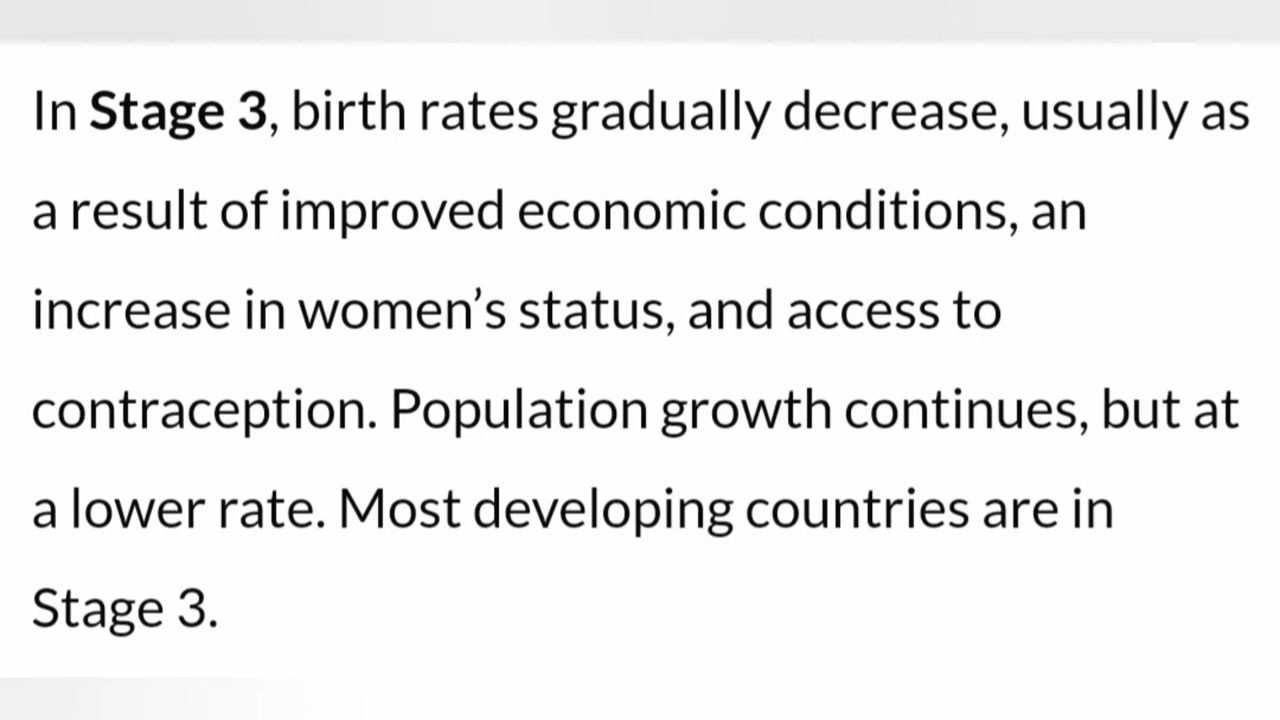 In Stage 3, birth rates gradually decrease, usually as
a result of improved economic conditions, an
increase in women’s status, and access to
contraception. Population growth continues, but at
a lower rate. Most developing countries are in
Stage 3.